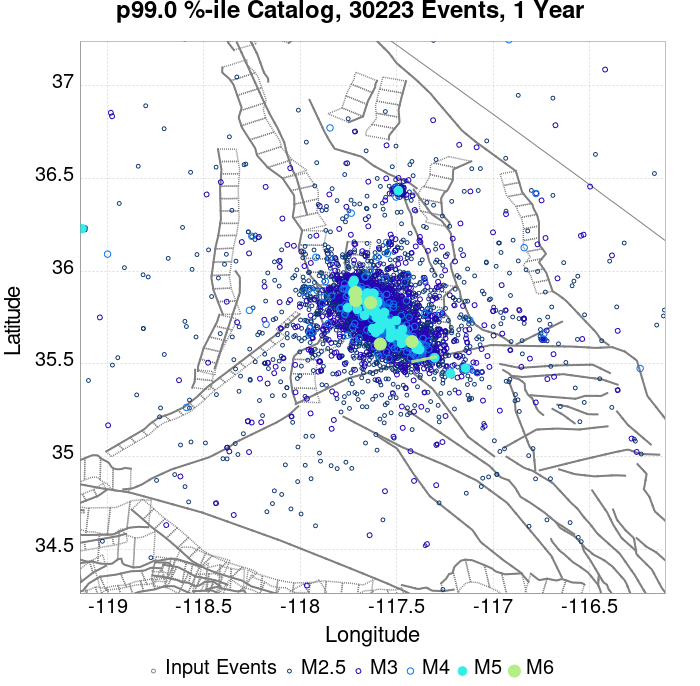 p99.0 %-ile Catalog, 30223 Events, 1 Year
37
36.5
36
35.5
35
34.5
Latitude
-119 -118.5 -118 -117.5 -117 -116.5
Longitude
Input Events M2.5 M3 M4 M5 M6